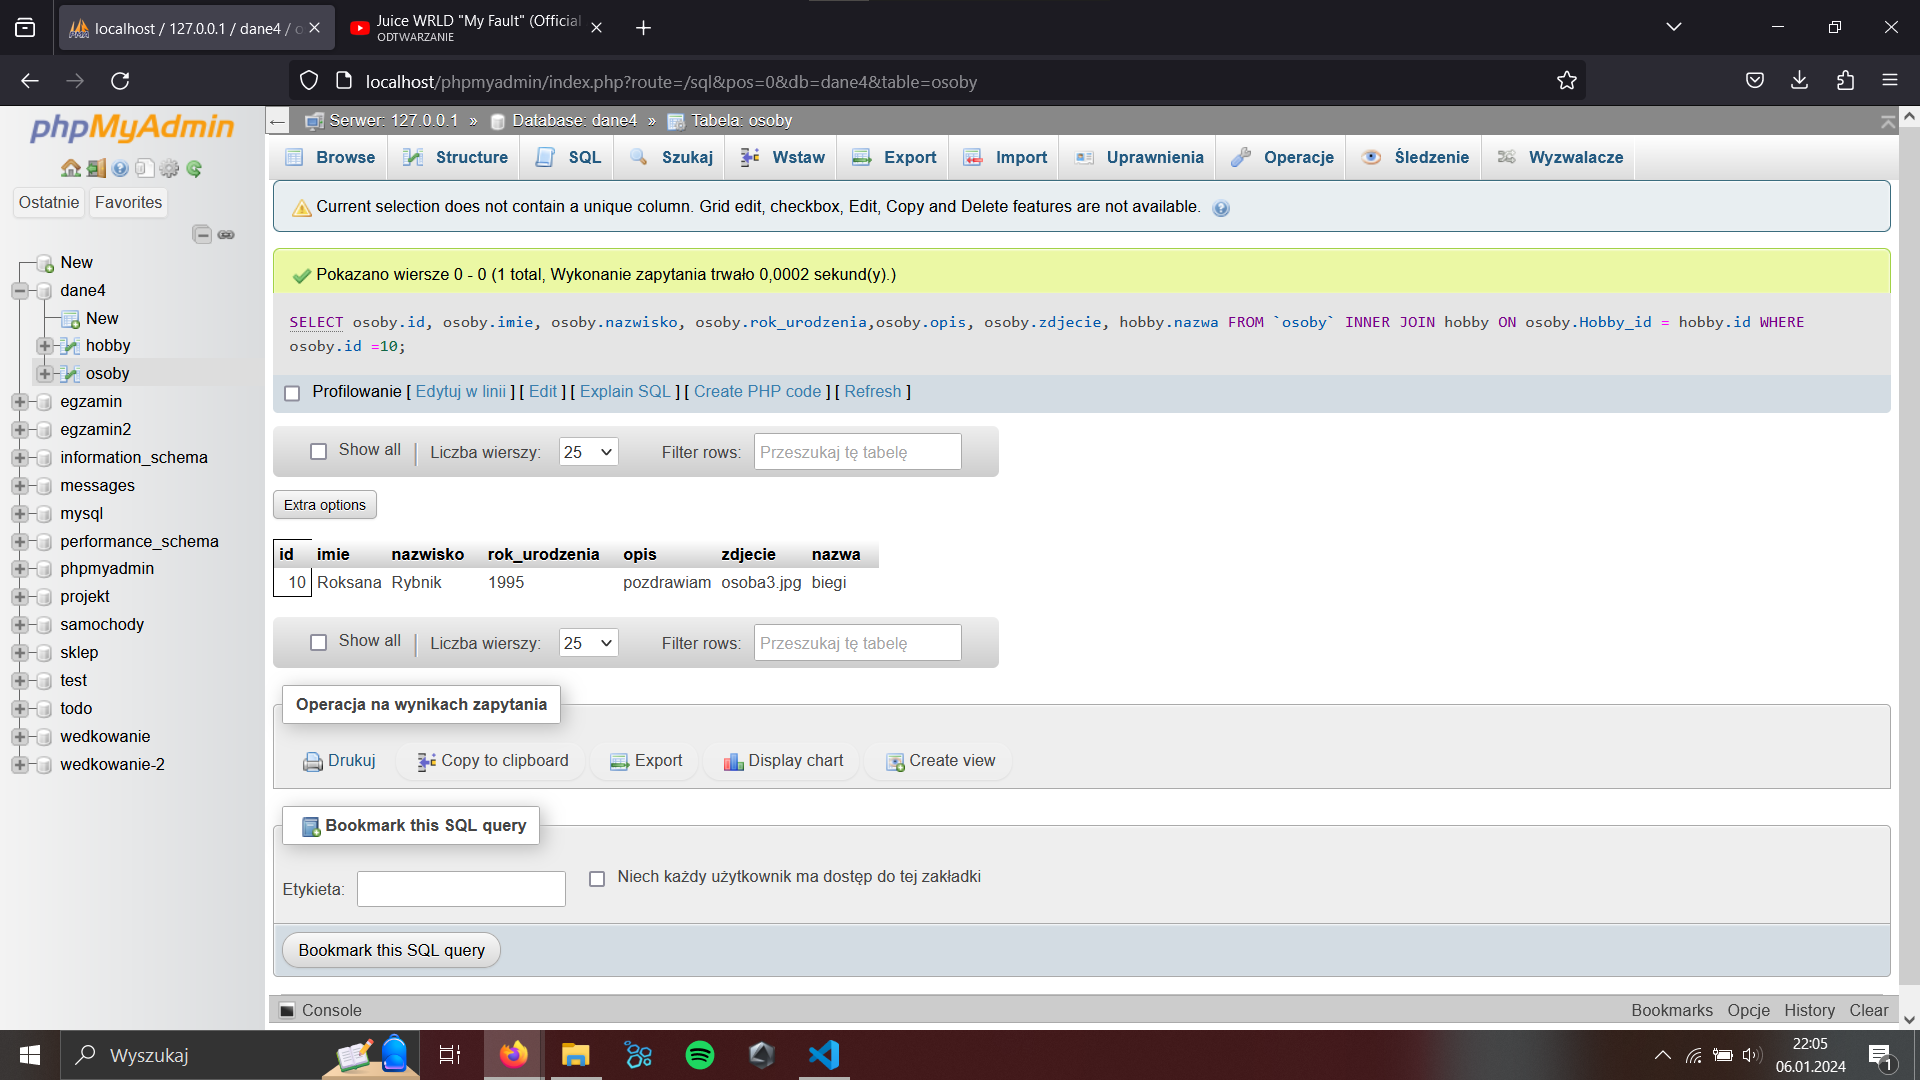 localhost / 127.0.0.1 / dane4 / o
Juice WRLD "My Fault" (Official
ODTWARZANIE
localhost/phpmyadmin/index.php?route=/sql&pos=0&db=dane4&table=osoby
phpMyAdmin
Ostatnie Favorites
New
dane4
New
hobby
osoby
egzamin
egzamin2
information_schema
messages
mysql
performance_schema
phpmyadmin
projekt
samochody
sklep
test
todo
wedkowanie
wedkowanie-2
Serwer: 127.0.0.1 » Database: dane4 » Tabela: osoby
Browse Structure SQL Szukaj Wstaw Export Import Uprawnienia Operacje Śledzenie Wyzwalacze
Current selection does not contain a unique column. Grid edit, checkbox, Edit, Copy and Delete features are not available.
Pokazano wiersze 0 - 0 (1 total, Wykonanie zapytania trwało 0,0002 sekund(y).)
SELECT osoby.id, osoby.imie, osoby.nazwisko, osoby.rok_urodzenia,osoby.opis, osoby.zdjecie, hobby.nazwa FROM `osoby` INNER JOIN hobby ON osoby.Hobby_id = hobby.id WHERE
osoby.id =10;
Profilowanie [ Edytuj w linii ] [ Edit ] [ Explain SQL ] [ Create PHP code ] [ Refresh ]
Show all Liczba wierszy: 25 Filter rows: Przeszukaj tę tabelę
Extra options
id imie nazwisko rok_urodzenia opis zdjecie nazwa
10 Roksana Rybnik 1995 pozdrawiam osoba3.jpg biegi
Show all Liczba wierszy: 25 Filter rows: Przeszukaj tę tabelę
Operacja na wynikach zapytania
Drukuj Copy to clipboard Export Display chart Create view
Bookmark this SQL query
Etykieta: Niech każdy użytkownik ma dostęp do tej zakładki
Bookmark this SQL query
Console Bookmarks Opcje History Clear
Wyszukaj
22:05
06.01.2024
1